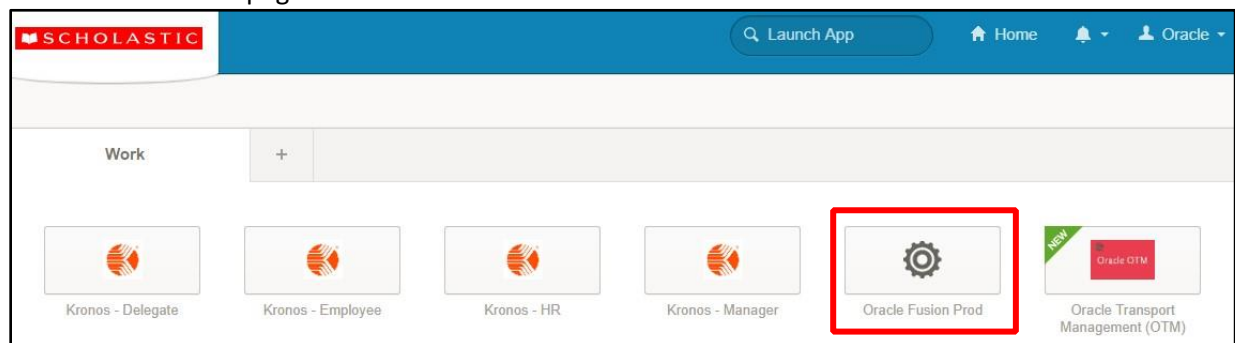 SCHOLASTIC
Launch App
Home
Oracle
Work
+
NEW
Oracle OTM
Kronos - Delegate
Kronos - Employee
Kronos - HR
Kronos - Manager
Oracle Fusion Prod
Oracle Transport
Management (OTM)